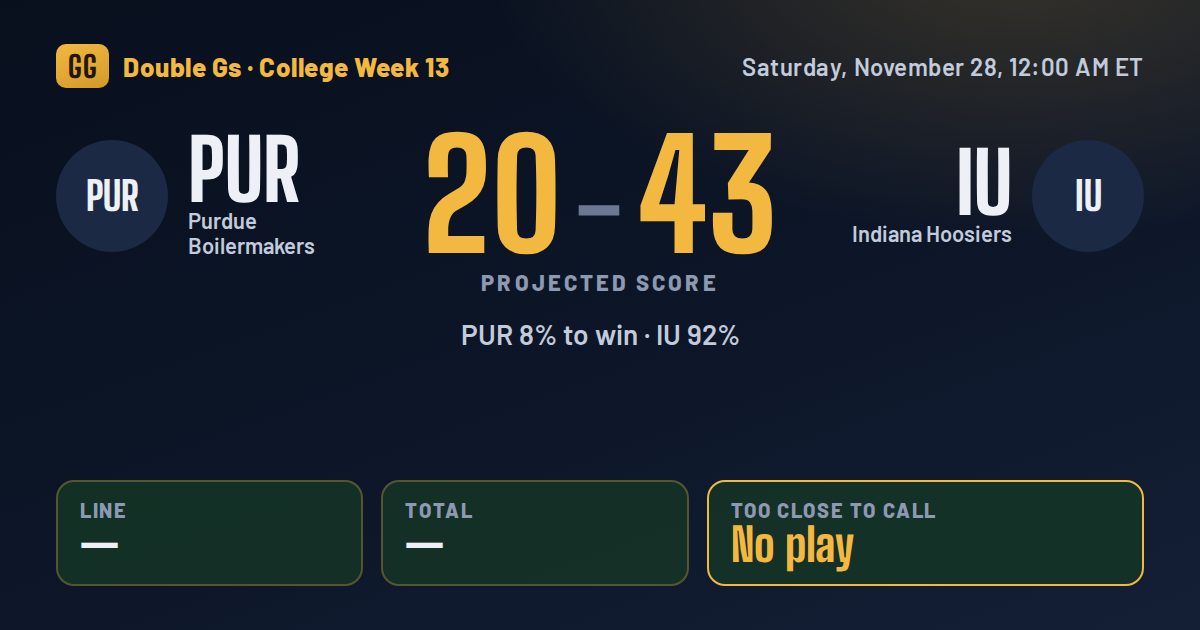 GG
Double Gs · College Week 13
Saturday, November 28, 12:00 AM ET
PUR
PUR
Purdue
Boilermakers
20 – 43
PROJECTED SCORE
PUR 8% to win · IU 92%
IU
Indiana Hoosiers
IU
LINE
—
TOTAL
—
TOO CLOSE TO CALL
No play